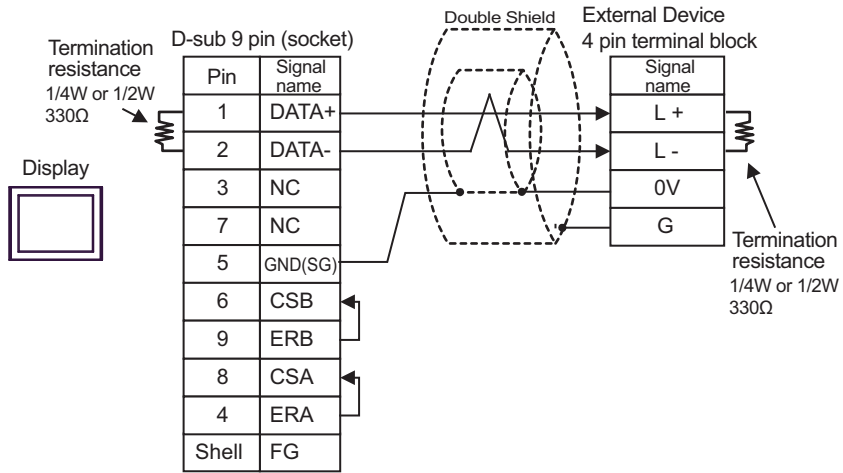 Double Shield
External Device
4 pin terminal block
Termination
resistance
1/4W or 1/2W
330Ω
D-sub 9 pin (socket)
Pin Signal name
1 DATA+
2 DATA-
3 NC
7 NC
5 GND(SG)
6 CSB
9 ERB
8 CSA
4 ERA
Shell FG
Display
Signal name
L +
L -
0V
G
Termination
resistance
1/4W or 1/2W
330Ω